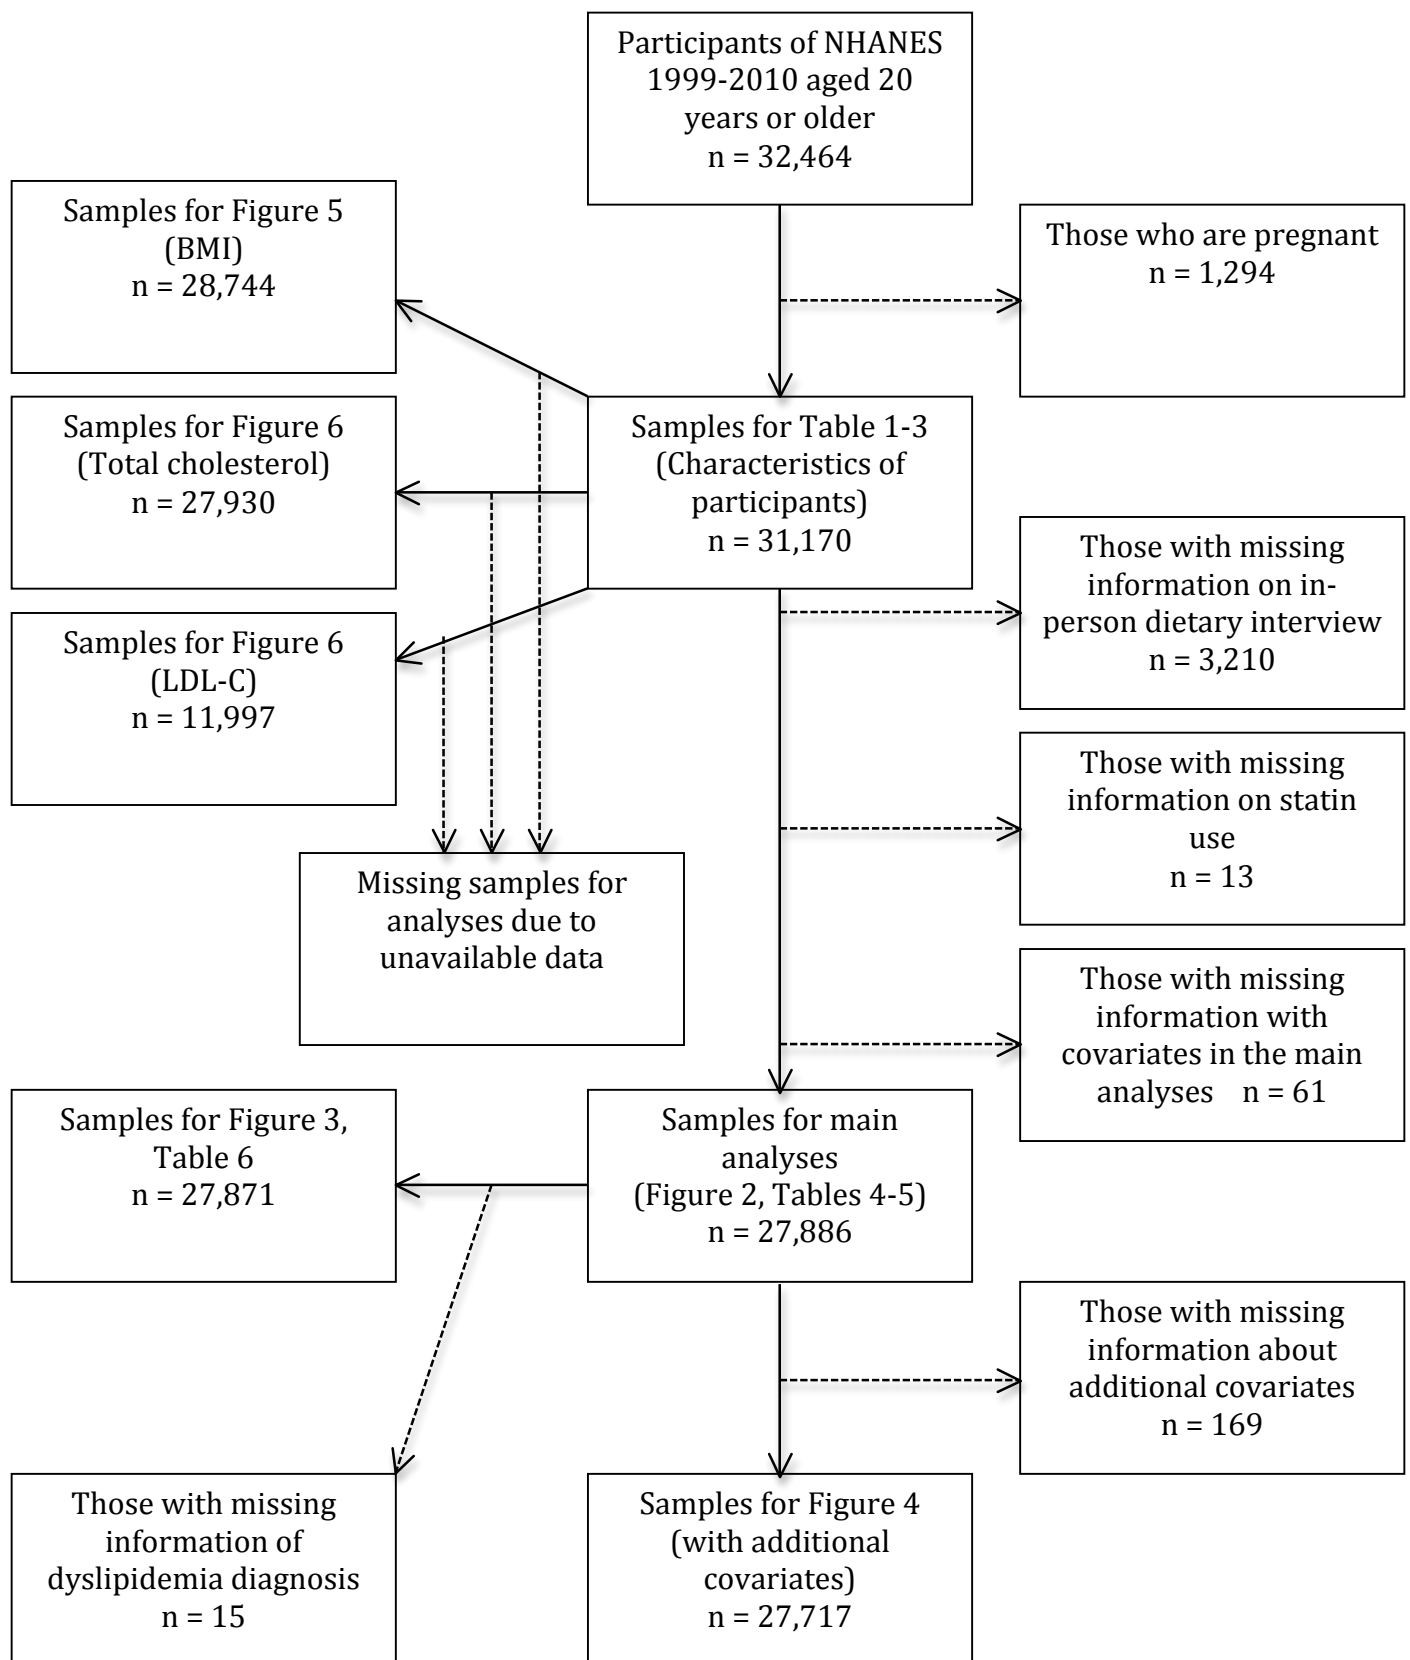 Participants of NHANES
1999-2010 aged 20
years or older
n = 32,464
Samples for Figure 5
(BMI)
n = 28,744
Those who are pregnant
n = 1,294
Samples for Figure 6
(Total cholesterol)
n = 27,930
Samples for Table 1-3
(Characteristics of
participants)
n = 31,170
Those with missing
information on in-
person dietary interview
n = 3,210
Samples for Figure 6
(LDL-C)
n = 11,997
Those with missing
information on statin
use
n = 13
Missing samples for
analyses due to
unavailable data
Those with missing
information with
covariates in the main
analyses    n = 61
Samples for Figure 3,
Table 6
n = 27,871
Samples for main
analyses
(Figure 2, Tables 4-5)
n = 27,886
Those with missing
information about
additional covariates
n = 169
Those with missing
information of
dyslipidemia diagnosis
n = 15
Samples for Figure 4
(with additional
covariates)
n = 27,717